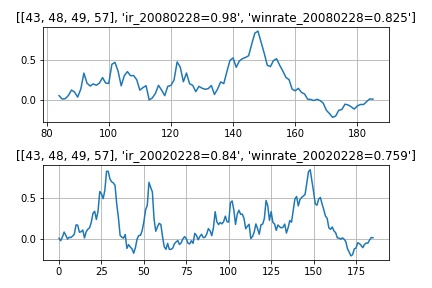 [[43, 48, 49, 57], 'ir_20080228=0.98', 'winrate_20080228=0.825']
0.5
0.0
80 100 120 140 160 180
[[43, 48, 49, 57], 'ir_20020228=0.84', 'winrate_20020228=0.759']
0.5
0.0
0 25 50 75 100 125 150 175